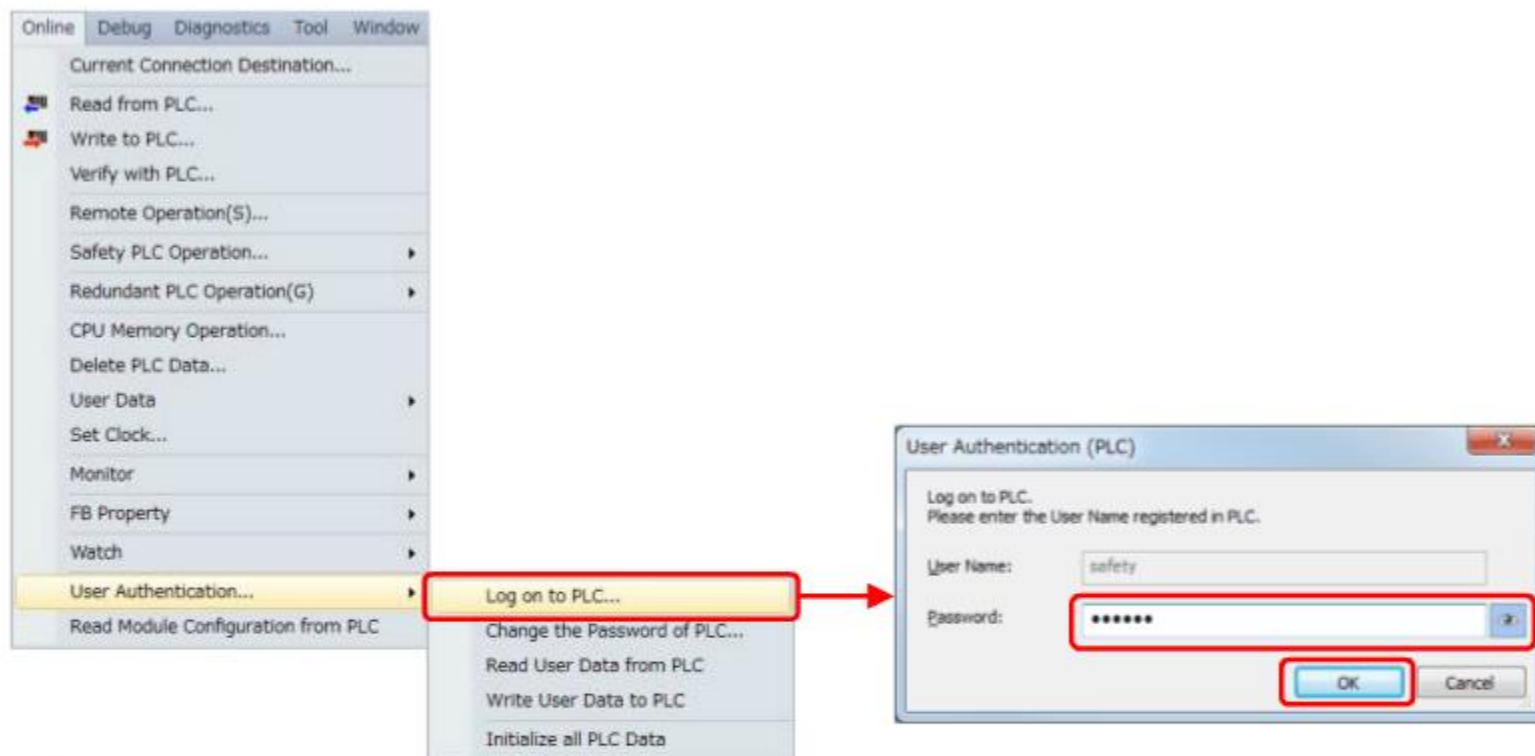 Online Debug Diagnostics Tool Window
Current Connection Destination...
Read from PLC...
Write to PLC...
Verify with PLC...
Remote Operation(S)...
Safety PLC Operation...
Redundant PLC Operation(G)
CPU Memory Operation...
Delete PLC Data...
User Data
Set Clock...
Monitor
FB Property
Watch
User Authentication...
Read Module Configuration from PLC
Log on to PLC...
Change the Password of PLC...
Read User Data from PLC
Write User Data to PLC
Initialize all PLC Data
User Authentication (PLC)
Log on to PLC.
Please enter the User Name registered in PLC.
User Name: safety
Password: ••••••
OK Cancel